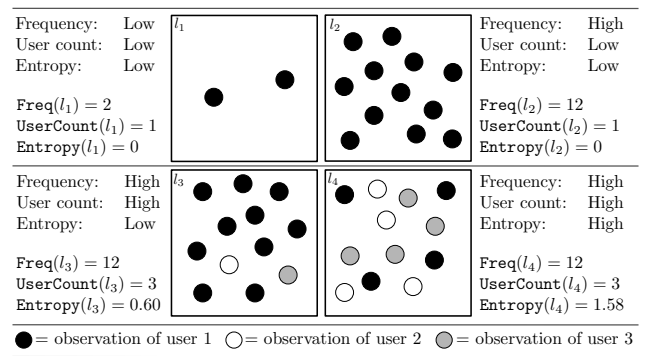 Frequency: Low
User count: Low
Entropy: Low
Freq(l₁) = 2
UserCount(l₁) = 1
Entropy(l₁) = 0
l₁
l₂
Frequency: High
User count: Low
Entropy: Low
Freq(l₂) = 12
UserCount(l₂) = 1
Entropy(l₂) = 0
Frequency: High
User count: High
Entropy: Low
Freq(l₃) = 12
UserCount(l₃) = 3
Entropy(l₃) = 0.60
l₃
l₄
Frequency: High
User count: High
Entropy: High
Freq(l₄) = 12
UserCount(l₄) = 3
Entropy(l₄) = 1.58
= observation of user 1 = observation of user 2 = observation of user 3